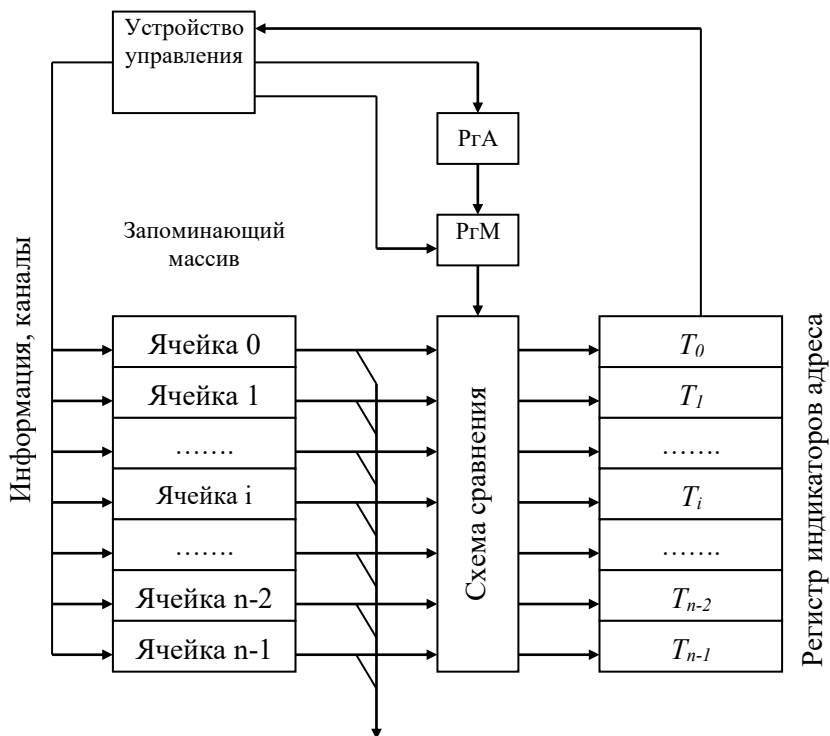 Устройство
управления
РгА
РгМ
Запоминающий
массив
Информация, каналы
Ячейка 0
Ячейка 1
.......
Ячейка i
.......
Ячейка n-2
Ячейка n-1
Схема сравнения
T0
T1
.......
Ti
.......
Tn-2
Tn-1
Регистр индикаторов адреса